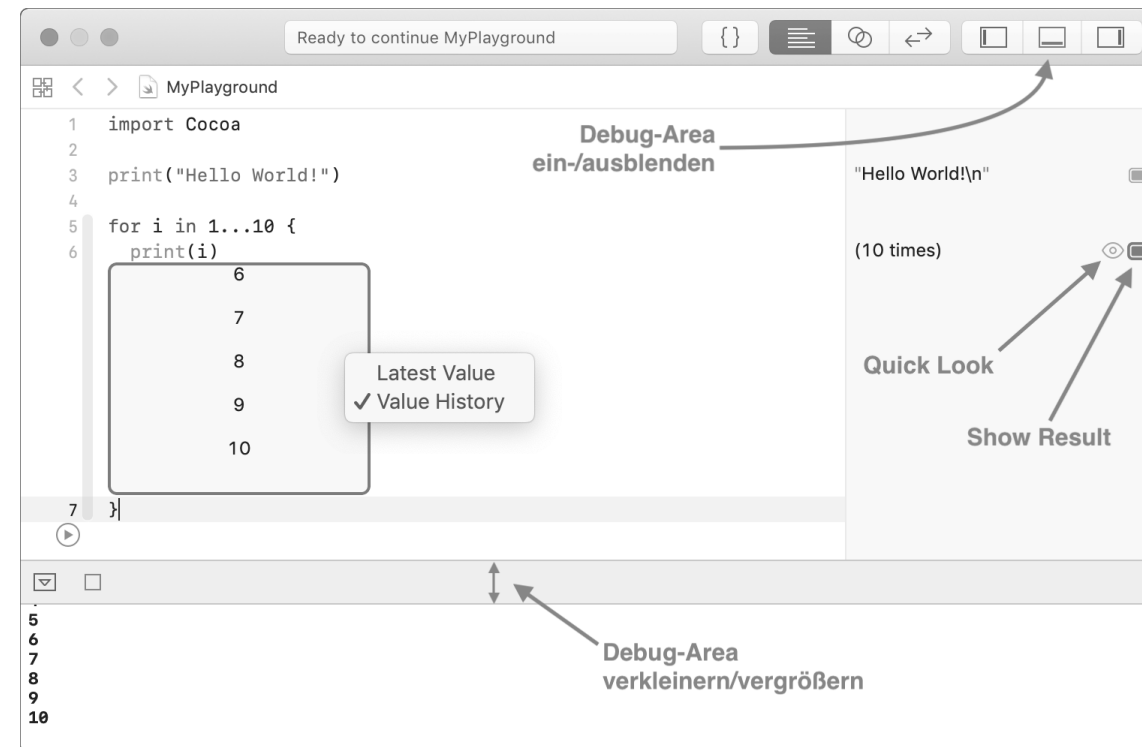 Ready to continue MyPlayground
{ }
MyPlayground
1 import Cocoa
2
3 print("Hello World!")
4
5 for i in 1...10 {
6 print(i)
6
7
8
9
10
Latest Value
✓ Value History
7 }
Debug-Area
ein-/ausblenden
"Hello World!\n"
(10 times)
Quick Look
Show Result
Debug-Area
verkleinern/vergrößern
5
6
7
8
9
10